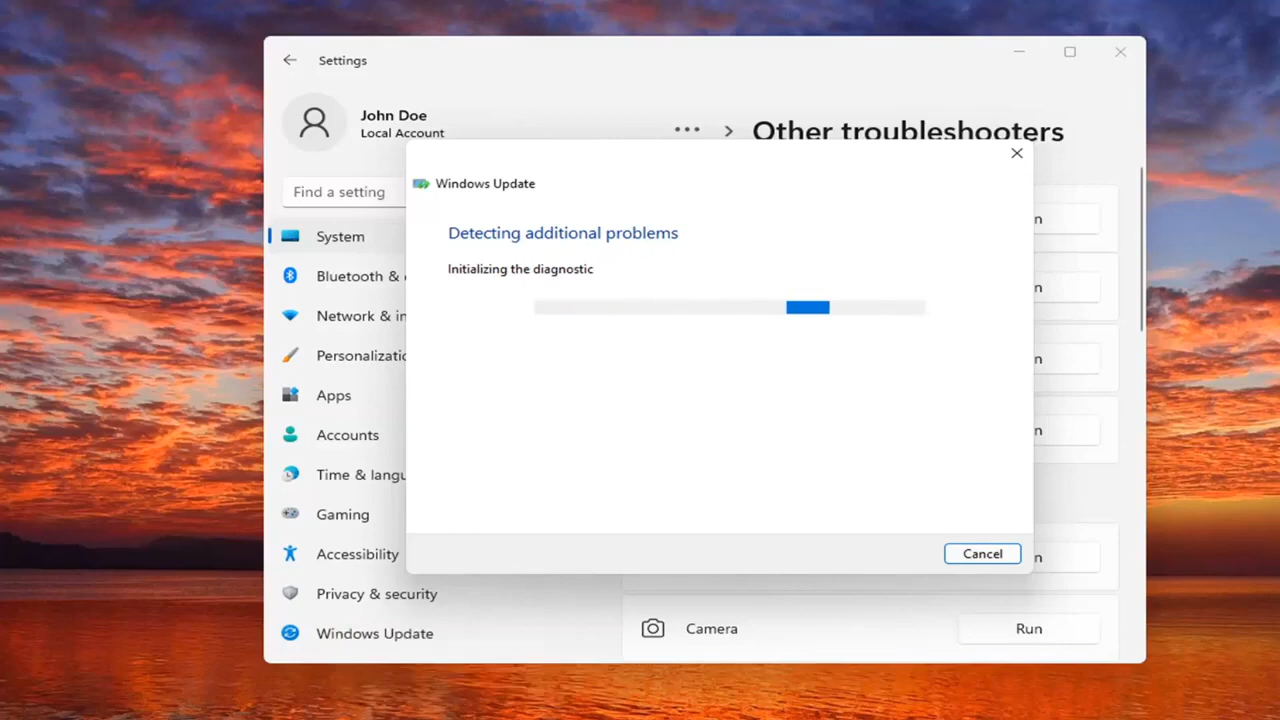 Settings
John Doe
Local Account
Find a setting
System
Bluetooth &
Network & in
Personalizatio
Apps
Accounts
Time & langu
Gaming
Accessibility
Privacy & security
Windows Update
... > Other troubleshooters
n
n
n
n
n
Camera
Run
Windows Update
Detecting additional problems
Initializing the diagnostic
Cancel